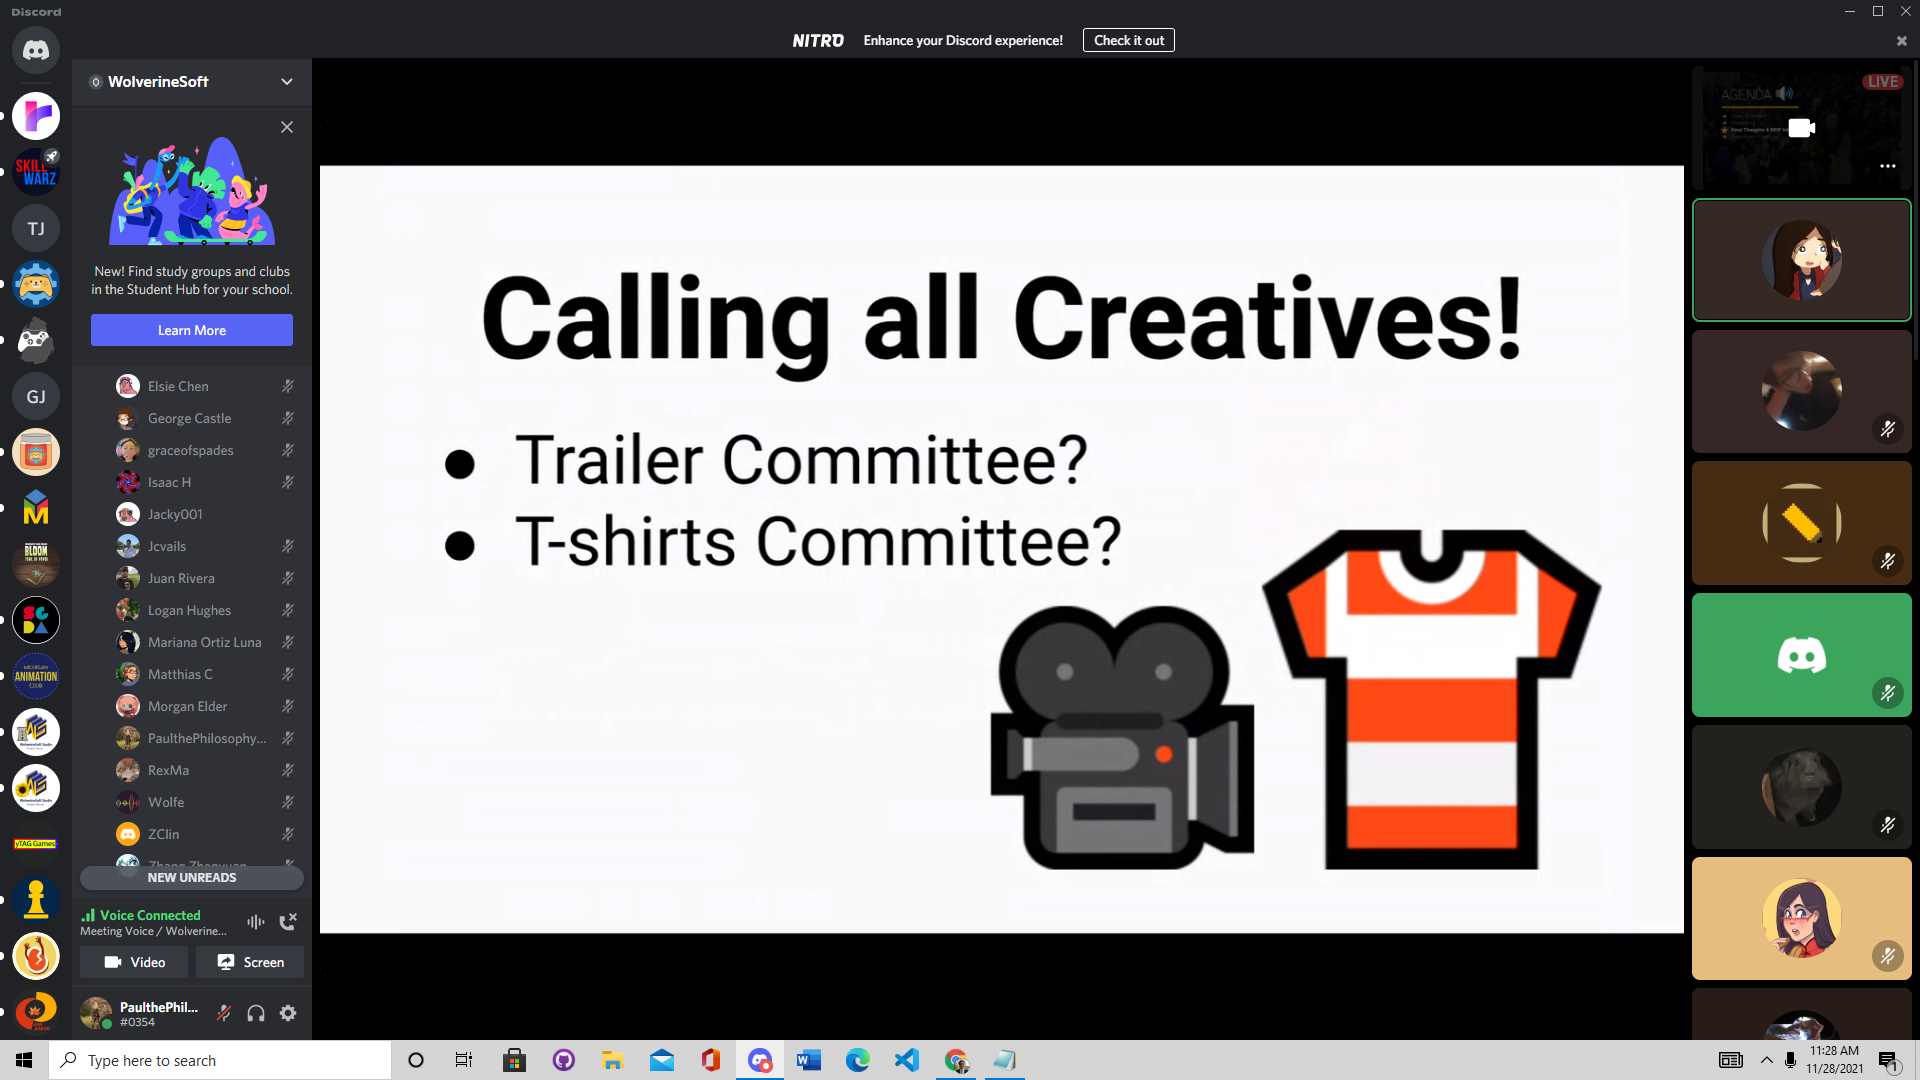 Discord
NITRO Enhance your Discord experience! Check it out
WolverineSoft
New! Find study groups and clubs
in the Student Hub for your school.
Learn More
SKILL
WARZ
TJ
GJ
BLOOM
MICHIGAN
ANIMATION
CLUB
yTAG Games
Elsie Chen
George Castle
graceofspades
Isaac H
Jacky001
Jcvails
Juan Rivera
Logan Hughes
Mariana Ortiz Luna
Matthias C
Morgan Elder
PaulthePhilosophy...
RexMa
Wolfe
ZClin
Zhang Zhenyuan
NEW UNREADS
Voice Connected
Meeting Voice / Wolverine...
Video
Screen
PaulthePhil...
#0354
Calling all Creatives!
● Trailer Committee?
● T-shirts Committee?
LIVE
AGENDA
Type here to search
11:28 AM
11/28/2021
1